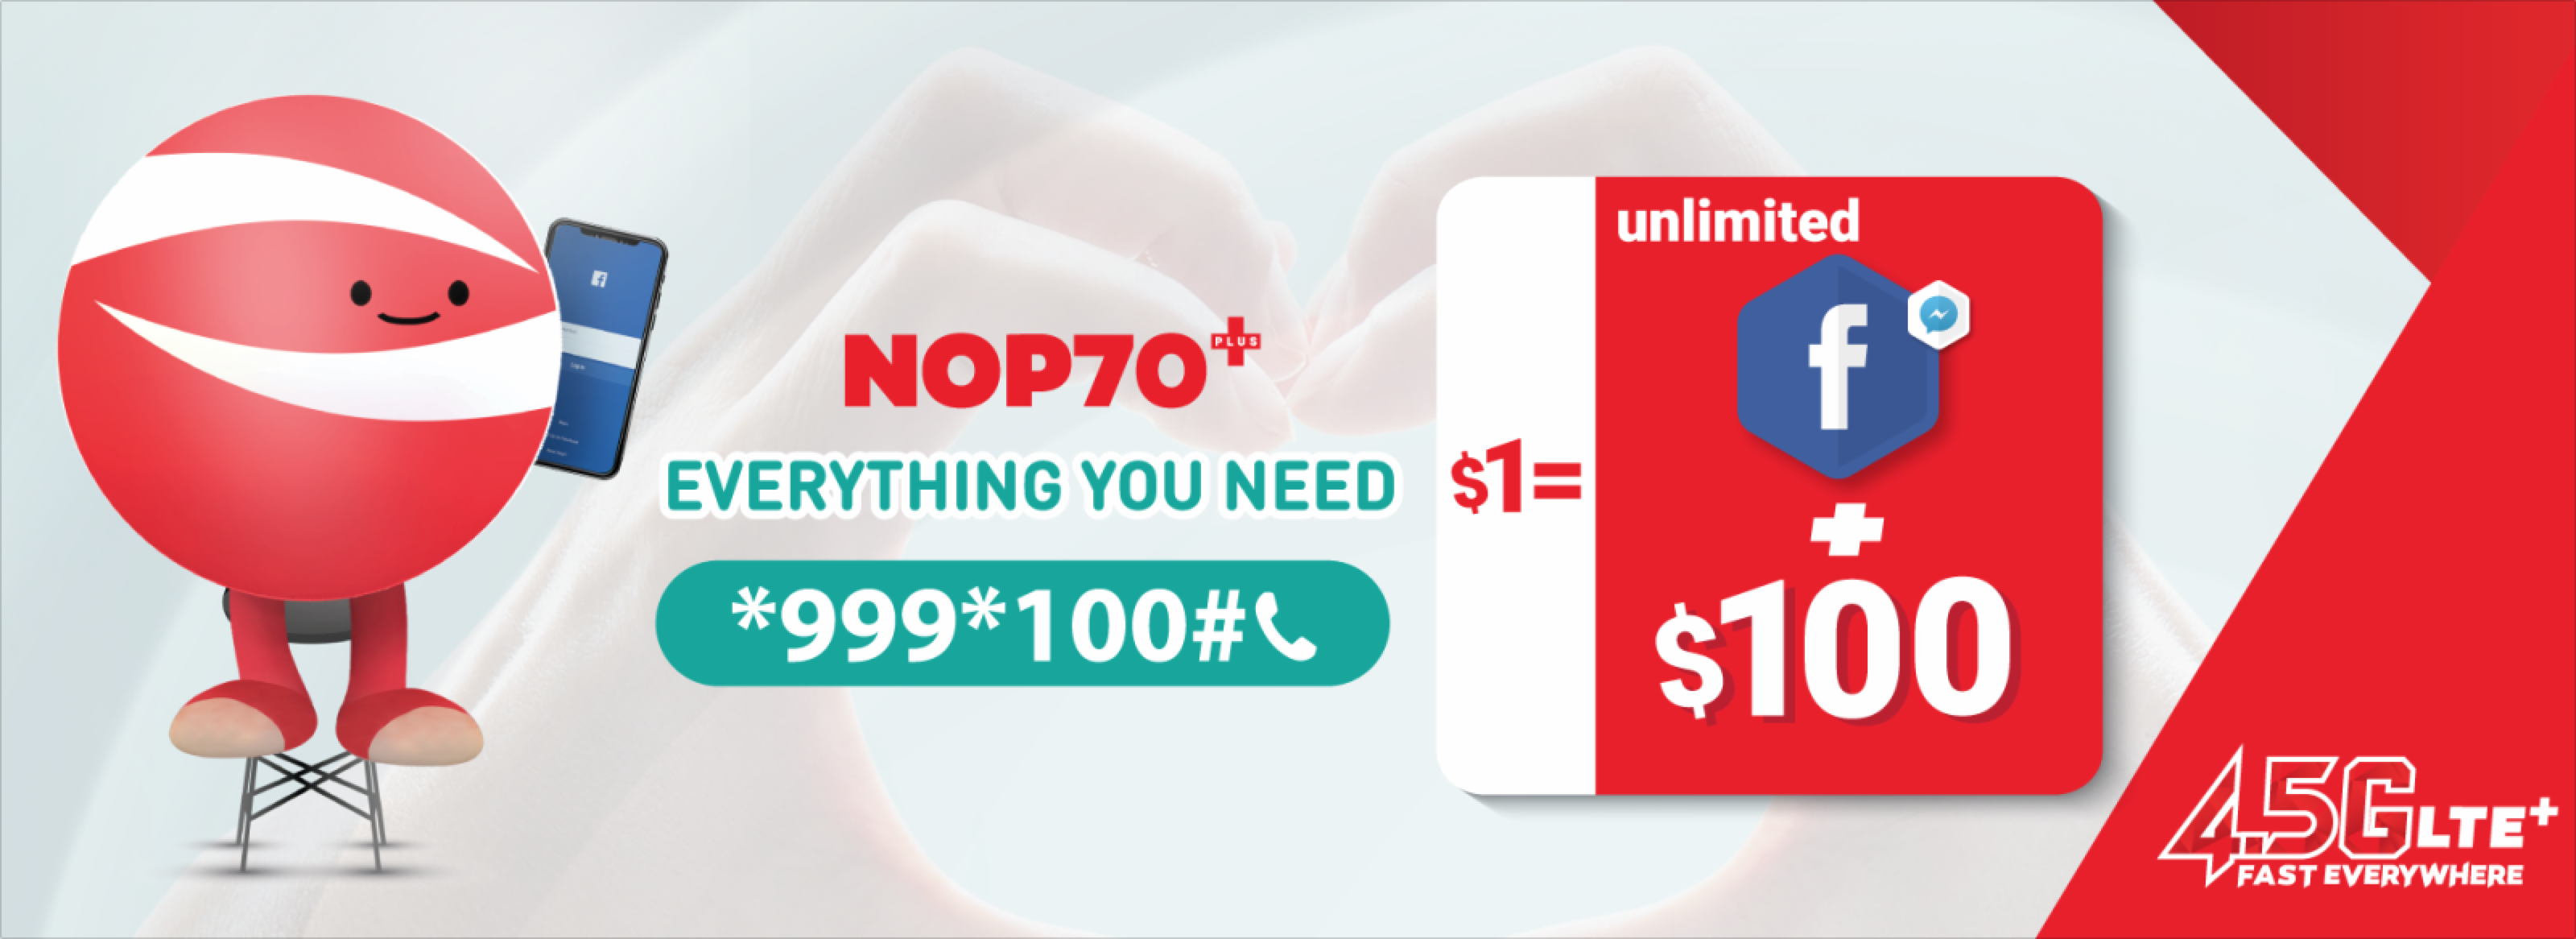 NOP70+
PLUS
EVERYTHING YOU NEED
*999*100#
$1=
unlimited
f
+
$100
4.5G LTE+
FAST EVERYWHERE